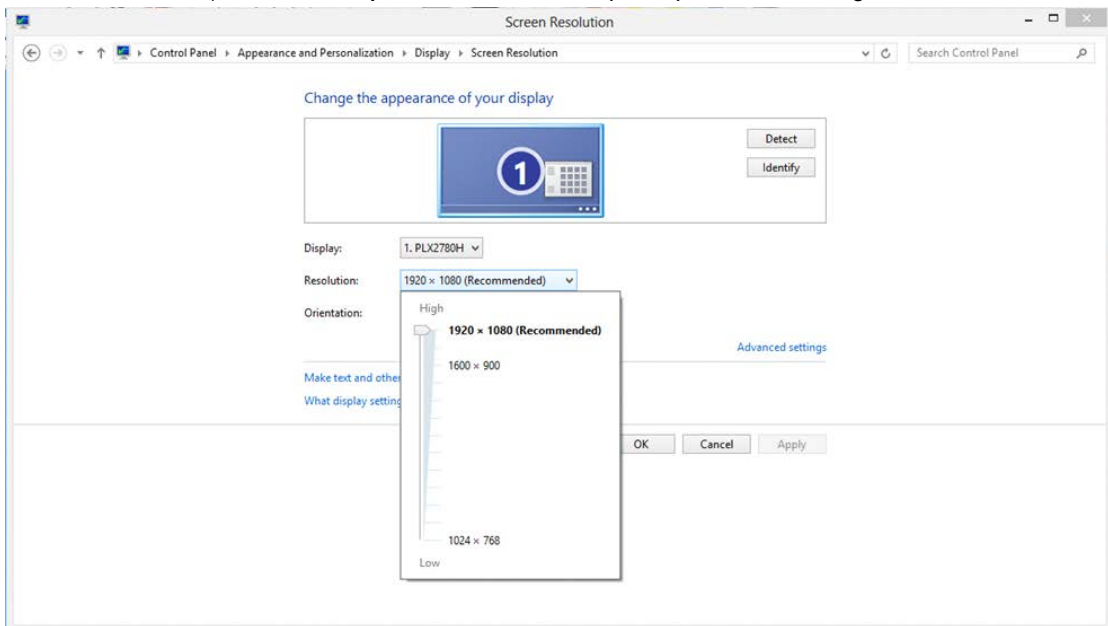 Screen Resolution
Control Panel Appearance and Personalization Display Screen Resolution
Search Control Panel
Change the appearance of your display
1
Detect
Identify
Display: 1. PLX2780H
Resolution: 1920 × 1080 (Recommended)
Orientation:
High
1920 × 1080 (Recommended)
Advanced settings
1600 × 900
Make text and other
What display setting
OK Cancel Apply
1024 × 768
Low